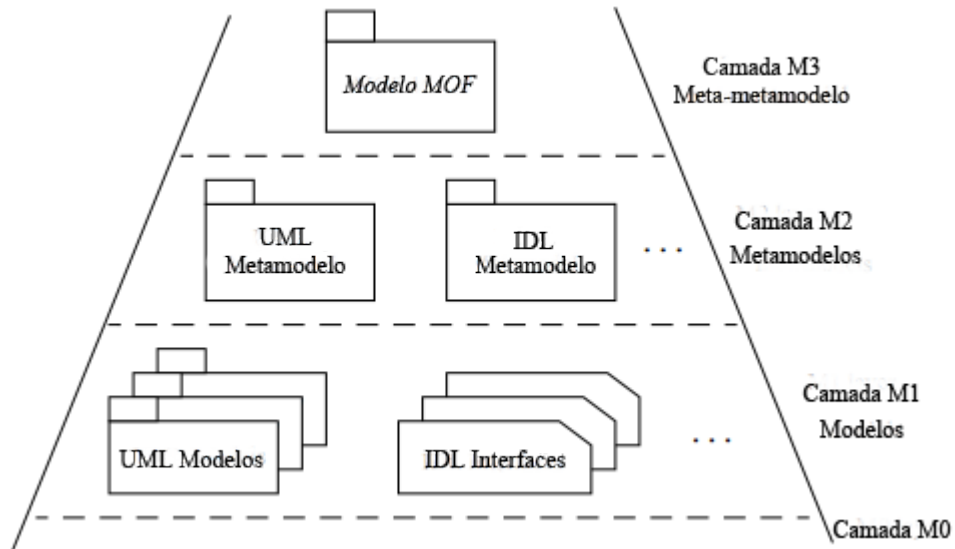 Modelo MOF
Camada M3
Meta-metamodelo
UML
Metamodelo
IDL
Metamodelo
. . .
Camada M2
Metamodelos
UML Modelos
IDL Interfaces
. . .
Camada M1
Modelos
Camada M0